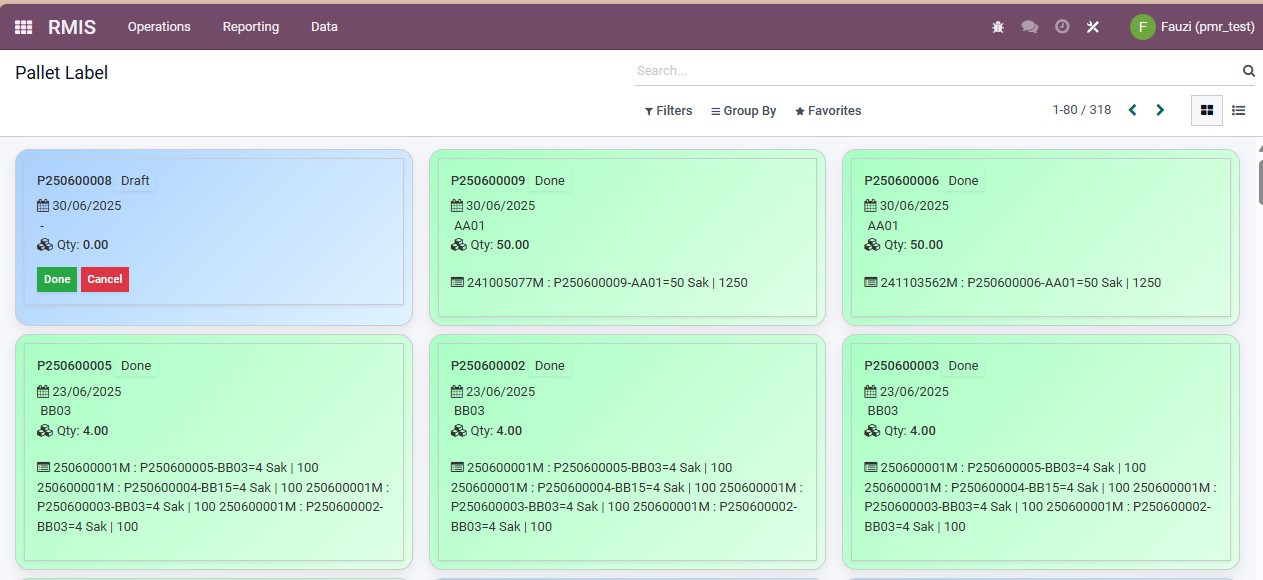 RMIS Operations Reporting Data F Fauzi (pmr_test)
Pallet Label
Search...
Filters Group By Favorites 1-80 / 318
P250600008 Draft
30/06/2025
-
Qty: 0.00
Done Cancel
P250600009 Done
30/06/2025
AA01
Qty: 50.00
241005077M : P250600009-AA01=50 Sak | 1250
P250600006 Done
30/06/2025
AA01
Qty: 50.00
241103562M : P250600006-AA01=50 Sak | 1250
P250600005 Done
23/06/2025
BB03
Qty: 4.00
250600001M : P250600005-BB03=4 Sak | 100
250600001M : P250600004-BB15=4 Sak | 100 250600001M :
P250600003-BB03=4 Sak | 100 250600001M : P250600002-
BB03=4 Sak | 100
P250600002 Done
23/06/2025
BB03
Qty: 4.00
250600001M : P250600005-BB03=4 Sak | 100
250600001M : P250600004-BB15=4 Sak | 100 250600001M :
P250600003-BB03=4 Sak | 100 250600001M : P250600002-
BB03=4 Sak | 100
P250600003 Done
23/06/2025
BB03
Qty: 4.00
250600001M : P250600005-BB03=4 Sak | 100
250600001M : P250600004-BB15=4 Sak | 100 250600001M :
P250600003-BB03=4 Sak | 100 250600001M : P250600002-
BB03=4 Sak | 100